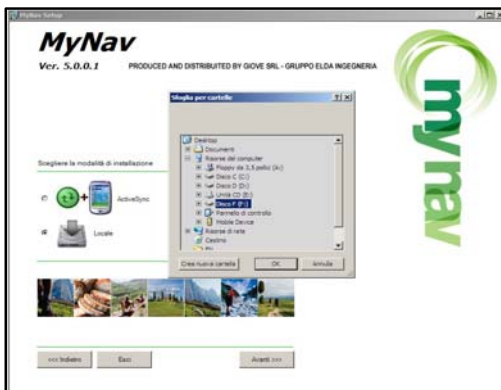 MyNav Setup
MyNav
Ver. 5.0.0.1
PRODUCED AND DISTRIBUITED BY GIOVE SRL - GRUPPO ELDA INGEGNERIA
mynav
Sfoglia per cartelle
Desktop
Documenti
Risorse del computer
Floppy da 3,5 pollici (A:)
Disco C (C:)
Disco D (D:)
Unità CD (E:)
Disco F (F:)
Pannello di controllo
Mobile Device
Risorse di rete
Cestino
Crea nuova cartella
OK
Annulla
Scegliere la modalità di installazione
ActiveSync
Locale
<<< Indietro
Esci
Avanti >>>